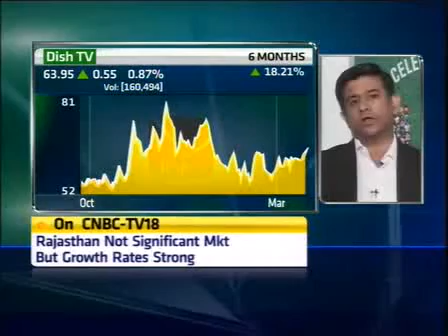 Dish TV
6 MONTHS
63.95 ▲ 0.55 0.87%
▲ 18.21%
Vol: [160,494]
81
52
Oct
Mar
CELE
On CNBC-TV18
Rajasthan Not Significant Mkt
But Growth Rates Strong